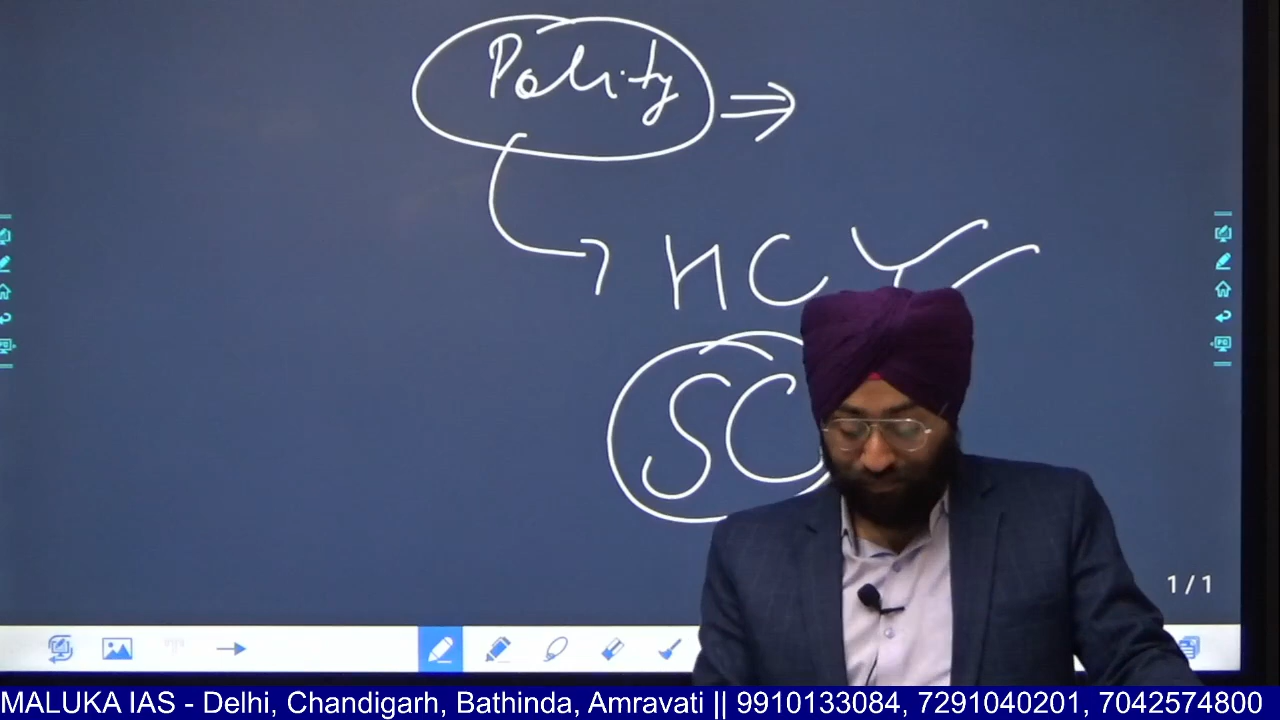 Polity ⇒
HC
SC
1 / 1
MALUKA IAS - Delhi, Chandigarh, Bathinda, Amravati || 9910133084, 7291040201, 7042574800